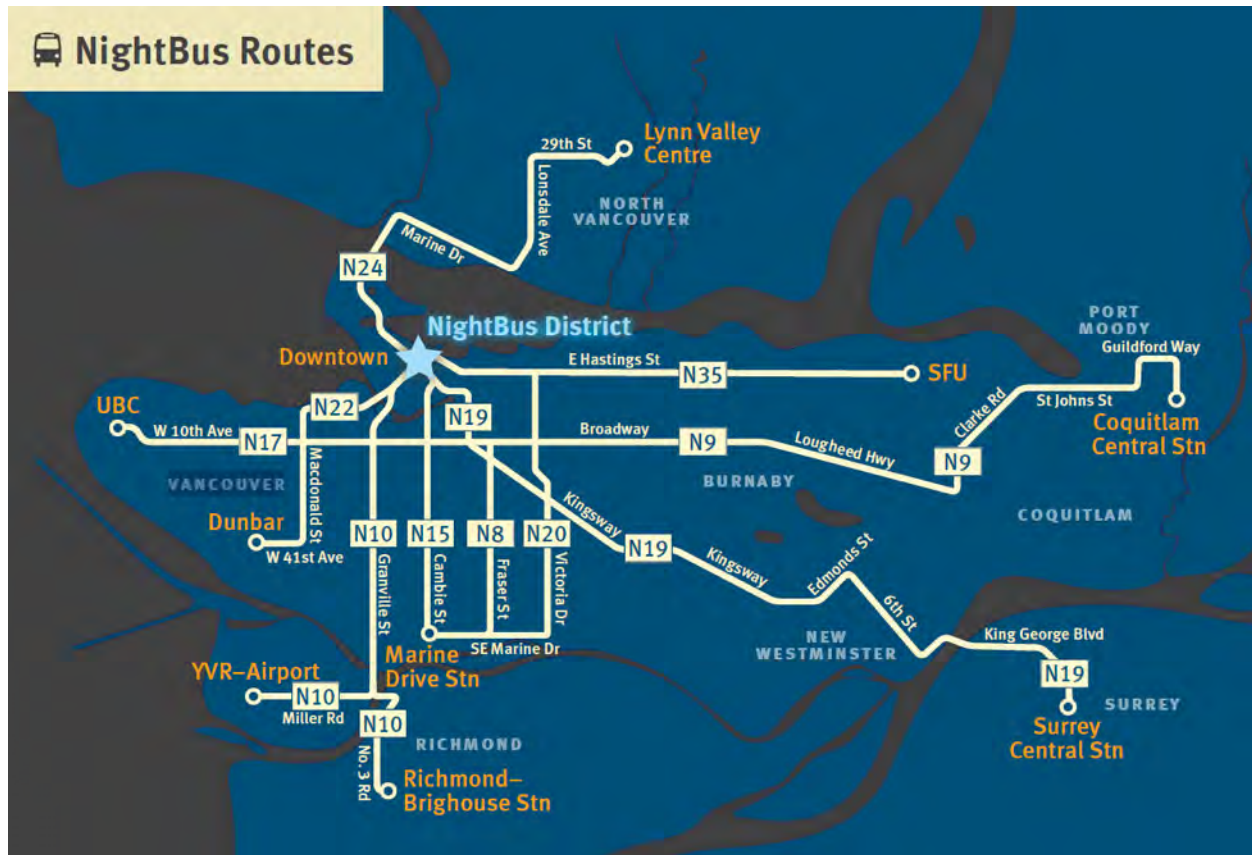 NightBus Routes
Lynn Valley
Centre
29th St
Lonsdale Ave
NORTH
VANCOUVER
Marine Dr
N24
NightBus District
Downtown
E Hastings St
N35
SFU
PORT
MOODY
Guildford Way
St Johns St
Clarke Rd
Coquitlam
Central Stn
UBC
W 10th Ave
N17
N22
N19
Broadway
N9
Lougheed Hwy
N9
VANCOUVER
Macdonald St
BURNABY
COQUITLAM
Dunbar
W 41st Ave
N10
Granville St
N15
Cambie St
N8
Fraser St
N20
Victoria Dr
Kingsway
N19
Kingsway
Edmonds St
6th St
Marine
Drive Stn
SE Marine Dr
NEW
WESTMINSTER
King George Blvd
N19
SURREY
Surrey
Central Stn
YVR–Airport
N10
Miller Rd
N10
No. 3 Rd
RICHMOND
Richmond–
Brighouse Stn